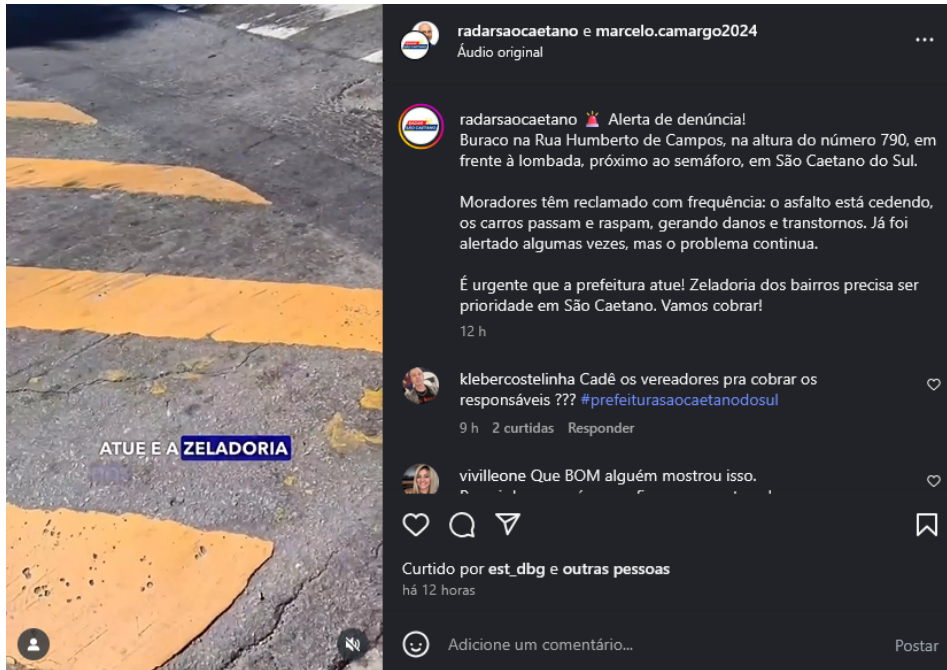 ATUE E A ZELADORIA
radarsaocaetano e marcelo.camargo2024
Áudio original
radarsaocaetano 🚨 Alerta de denúncia!
Buraco na Rua Humberto de Campos, na altura do número 790, em
frente à lombada, próximo ao semáforo, em São Caetano do Sul.
Moradores têm reclamado com frequência: o asfalto está cedendo,
os carros passam e raspam, gerando danos e transtornos. Já foi
alertado algumas vezes, mas o problema continua.
É urgente que a prefeitura atue! Zeladoria dos bairros precisa ser
prioridade em São Caetano. Vamos cobrar!
12 h
klebercostelinha Cadê os vereadores pra cobrar os
responsáveis ??? #prefeiturasaocaetanodosul
9 h 2 curtidas Responder
vivilleone Que BOM alguém mostrou isso.
Curtido por est_dbg e outras pessoas
há 12 horas
Adicione um comentário...
Postar